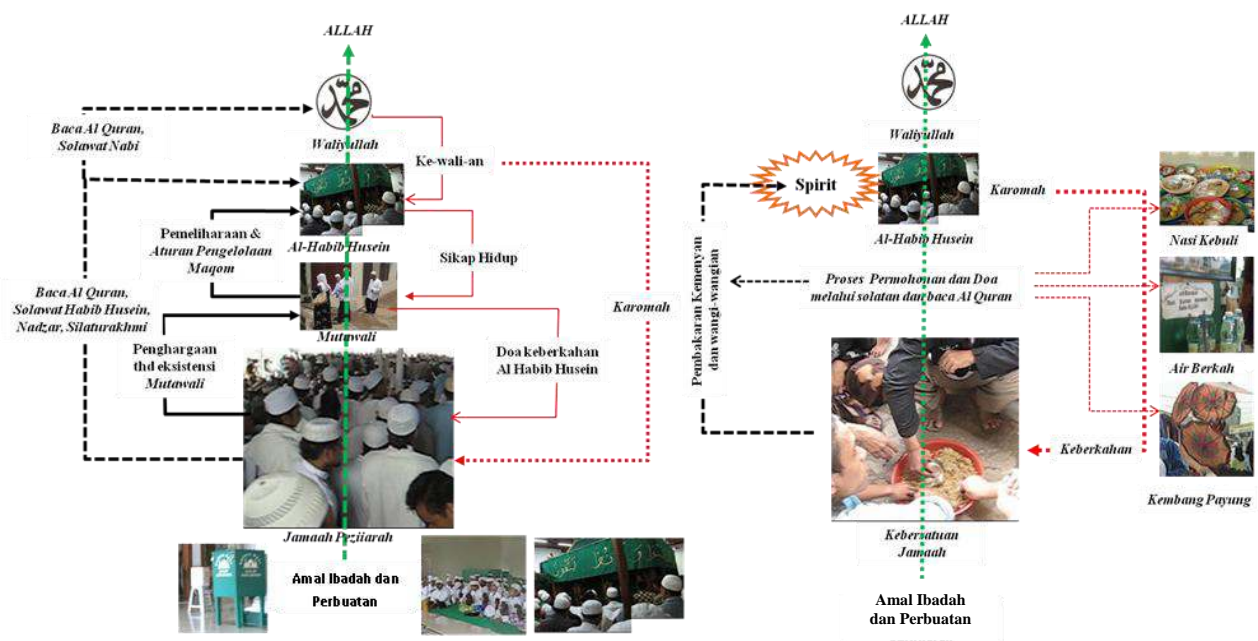 ALLAH
محمد
Waliyullah
Baca Al Quran,
Solawat Nabi
Ke-wali-an
Pemeliharaan &
Aturan Pengelolaan
Maqom
Al-Habib Husein
Sikap Hidup
Baca Al Quran,
Solawat Habib Husein,
Nadzar, Silaturakhmi
Karomah
Mutawali
Penghargaan
thd eksistensi
Mutawali
Doa keberkahan
Al Habib Husein
Jamaah Peziiarah
Amal Ibadah dan
Perbuatan
ALLAH
محمد
Waliyullah
Spirit
Karomah
Al-Habib Husein
Nasi Kebuli
Pembakaran Kemenyan
dan wangi-wangian
Proses Permohonan dan Doa
melalui solatan dan baca Al Quran
Air Berkah
Keberkahan
Kembang Payung
Kebersatuan
Jamaah
Amal Ibadah
dan Perbuatan